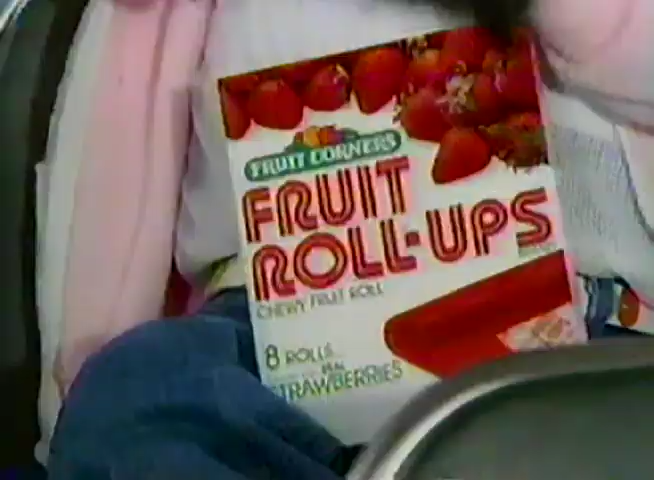 FRUIT CORNERS
FRUIT
ROLL-UPS
CHEWY FRUIT ROLL
8 ROLLS
REAL
STRAWBERRIES